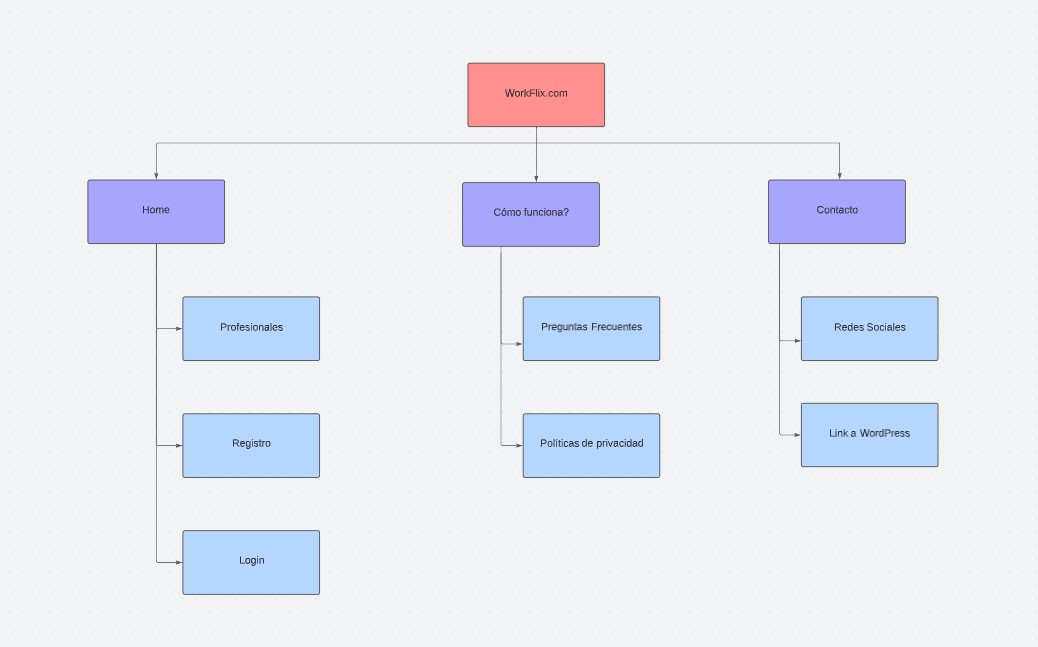 WorkFlix.com
Home
Cómo funciona?
Contacto
Profesionales
Preguntas Frecuentes
Redes Sociales
Registro
Políticas de privacidad
Link a WordPress
Login